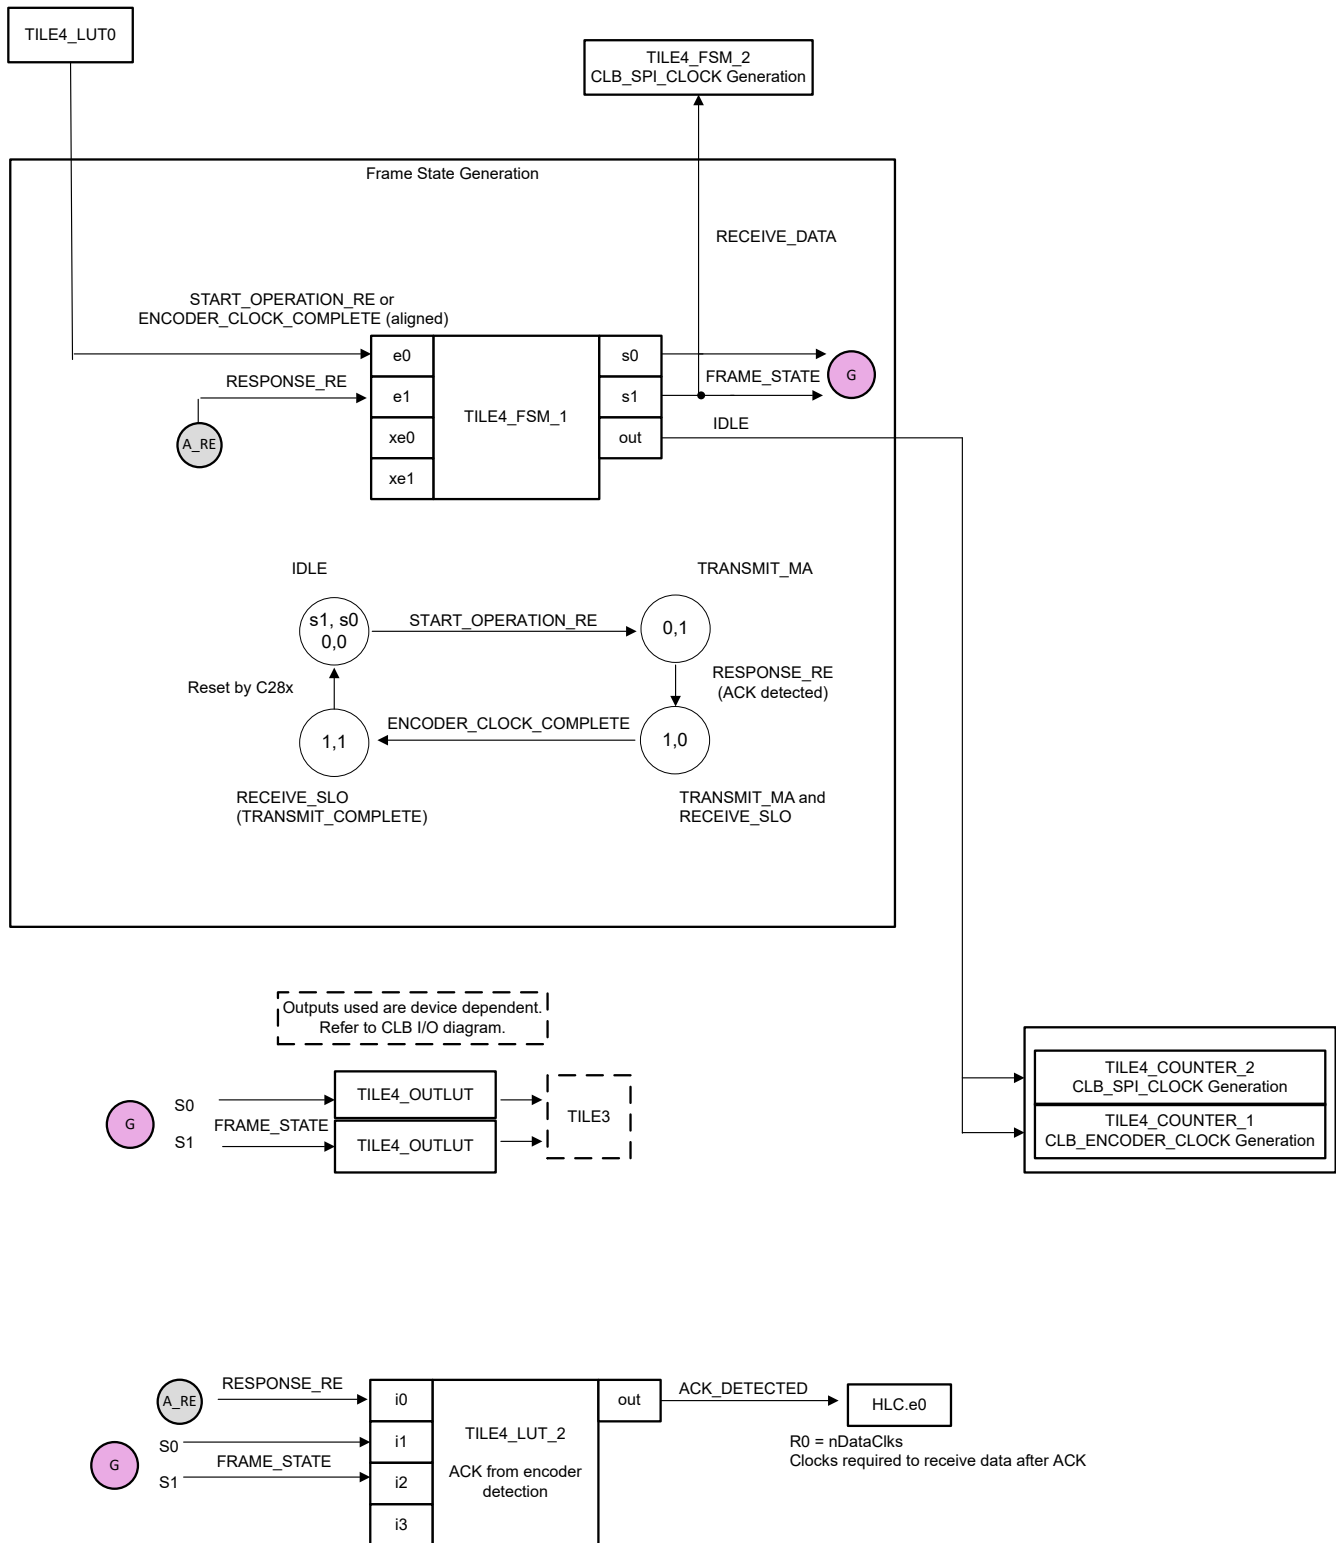 TILE4_LUT0
TILE4_FSM_2
CLB_SPI_CLOCK Generation
Frame State Generation
RECEIVE_DATA
START_OPERATION_RE or
ENCODER_CLOCK_COMPLETE (aligned)
e0
s0
RESPONSE_RE
e1
TILE4_FSM_1
s1
FRAME_STATE
G
A_RE
xe0
out
IDLE
xe1
IDLE
TRANSMIT_MA
s1, s0
0,0
START_OPERATION_RE
0,1
Reset by C28x
RESPONSE_RE
(ACK detected)
1,1
ENCODER_CLOCK_COMPLETE
1,0
RECEIVE_SLO
(TRANSMIT_COMPLETE)
TRANSMIT_MA and
RECEIVE_SLO
Outputs used are device dependent.
Refer to CLB I/O diagram.
TILE4_COUNTER_2
CLB_SPI_CLOCK Generation
TILE4_COUNTER_1
CLB_ENCODER_CLOCK Generation
G
S0
FRAME_STATE
S1
TILE4_OUTLUT
TILE4_OUTLUT
TILE3
A_RE
RESPONSE_RE
i0
out
ACK_DETECTED
HLC.e0
G
S0
FRAME_STATE
S1
i1
i2
i3
TILE4_LUT_2
ACK from encoder
detection
R0 = nDataClks
Clocks required to receive data after ACK